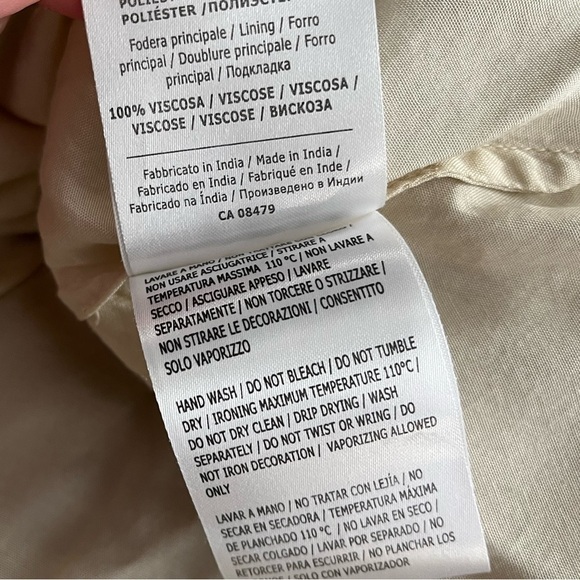 POLIÉSTER / ПОЛИЭСТЕР
Fodera principale / Lining / Forro
principal / Doublure principale / Forro
principal / Подкладка
100% VISCOSA / VISCOSE / VISCOSA /
VISCOSE / VISCOSE / ВИСКОЗА
Fabbricato in India / Made in India /
Fabricado en India / Fabriqué en Inde /
Fabricado na Índia / Произведено в Индии
CA 08479
LAVARE A MANO / NON
NON USARE ASCIUGATRICE / STIRARE A
TEMPERATURA MASSIMA 110 °C / NON LAVARE A
SECCO / ASCIGUARE APPESO / LAVARE
SEPARATAMENTE / NON TORCERE O STRIZZARE /
NON STIRARE LE DECORAZIONI / CONSENTITO
SOLO VAPORIZZO
HAND WASH / DO NOT BLEACH / DO NOT TUMBLE
DRY / IRONING MAXIMUM TEMPERATURE 110°C /
DO NOT DRY CLEAN / DRIP DRYING / WASH
SEPARATELY / DO NOT TWIST OR WRING / DO
NOT IRON DECORATION / VAPORIZING ALLOWED
ONLY
LAVAR A MANO / NO TRATAR CON LEJÍA / NO
SECAR EN SECADORA / TEMPERATURA MÁXIMA
DE PLANCHADO 110 °C / NO LAVAR EN SECO /
SECAR COLGADO / LAVAR POR SEPARADO / NO
RETORCER PARA ESCURRIR / NO PLANCHAR LOS
/ SOLO CON VAPORIZADOR